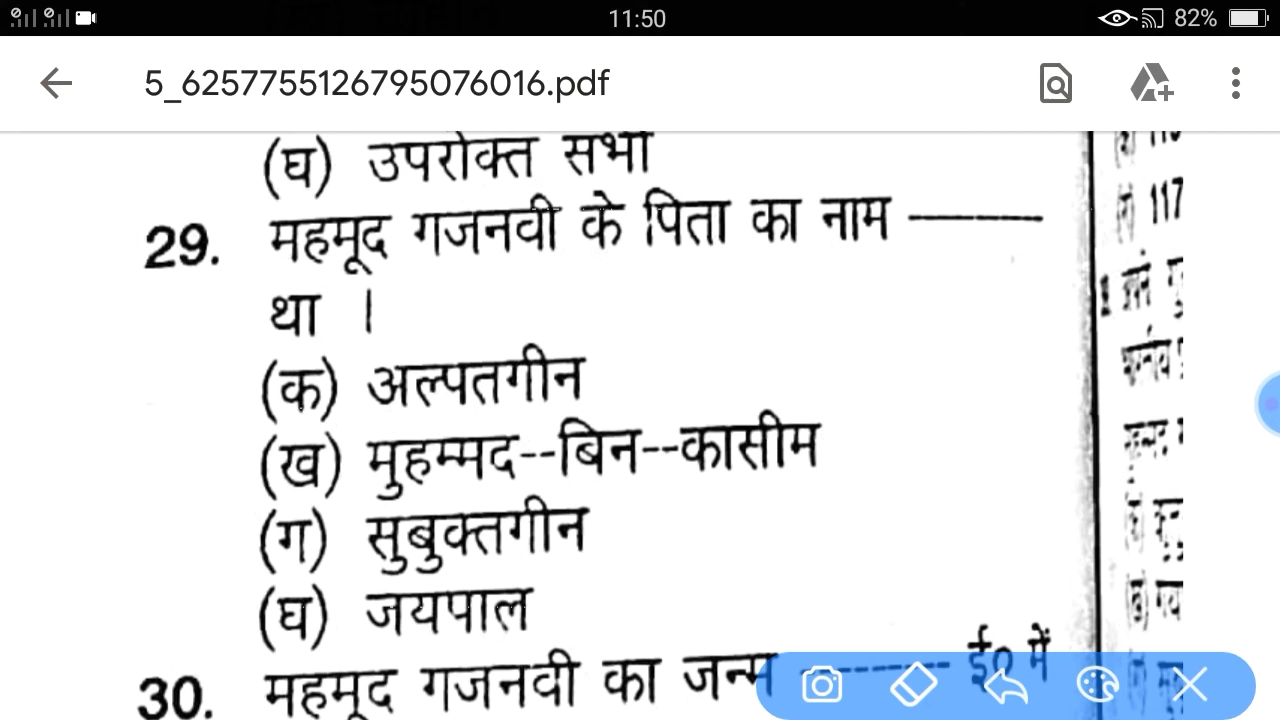 11:50
82%
5_6257755126795076016.pdf
(घ) उपरोक्त सभी
29. महमूद गजनवी के पिता का नाम ———
था ।
(क) अल्पतगीन
(ख) मुहम्मद--बिन--कासीम
(ग) सुबुक्तगीन
(घ) जयपाल
30. महमूद गजनवी का जन्म -------- ई० में
117